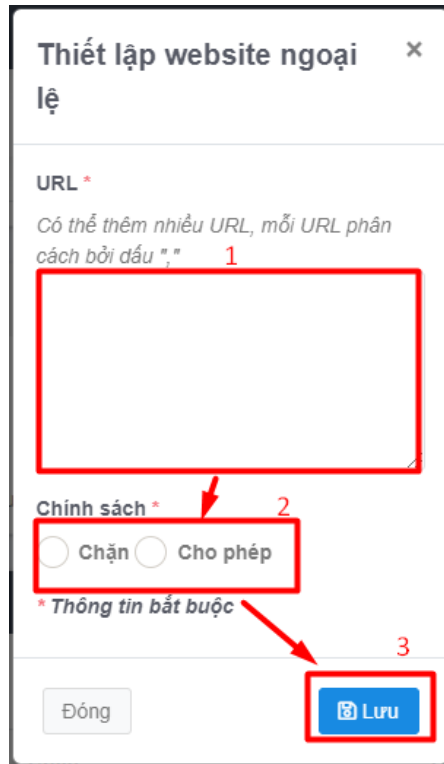 Thiết lập website ngoại ×
lệ
URL *
Có thể thêm nhiều URL, mỗi URL phân
cách bởi dấu ","
1
Chính sách *
2
Chặn Cho phép
* Thông tin bắt buộc
3
Đóng Lưu